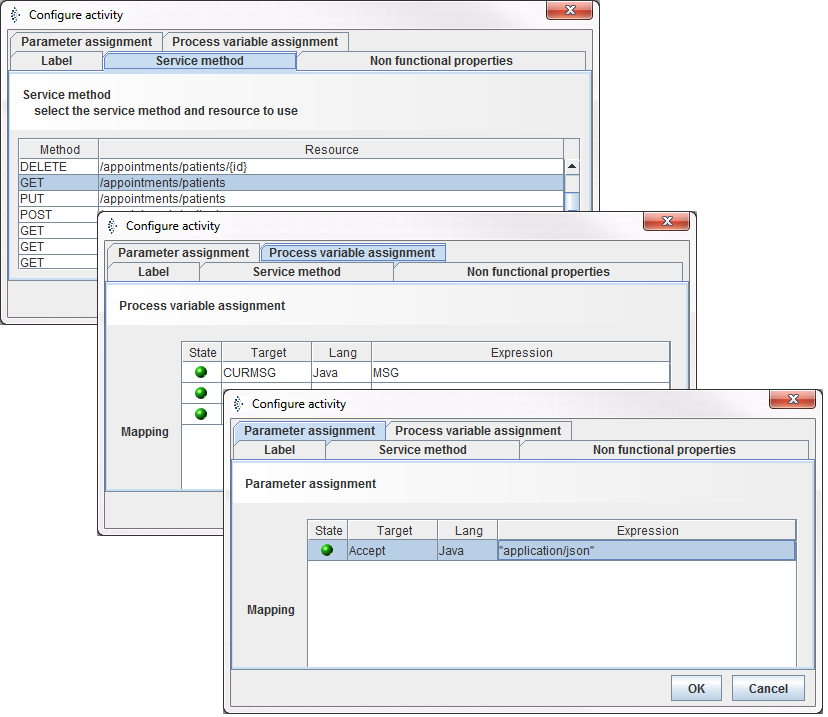 Configure activity
Parameter assignment Process variable assignment
Label Service method Non functional properties
Service method
select the service method and resource to use
Method Resource
DELETE /appointments/patients/{id}
GET /appointments/patients
PUT /appointments/patients
POST
GET
GET
GET
Configure activity
Parameter assignment Process variable assignment
Label Service method Non functional properties
Process variable assignment
State Target Lang Expression
CURMSG Java MSG
Mapping
Configure activity
Parameter assignment Process variable assignment
Label Service method Non functional properties
Parameter assignment
State Target Lang Expression
Accept Java "application/json"
Mapping
OK Cancel